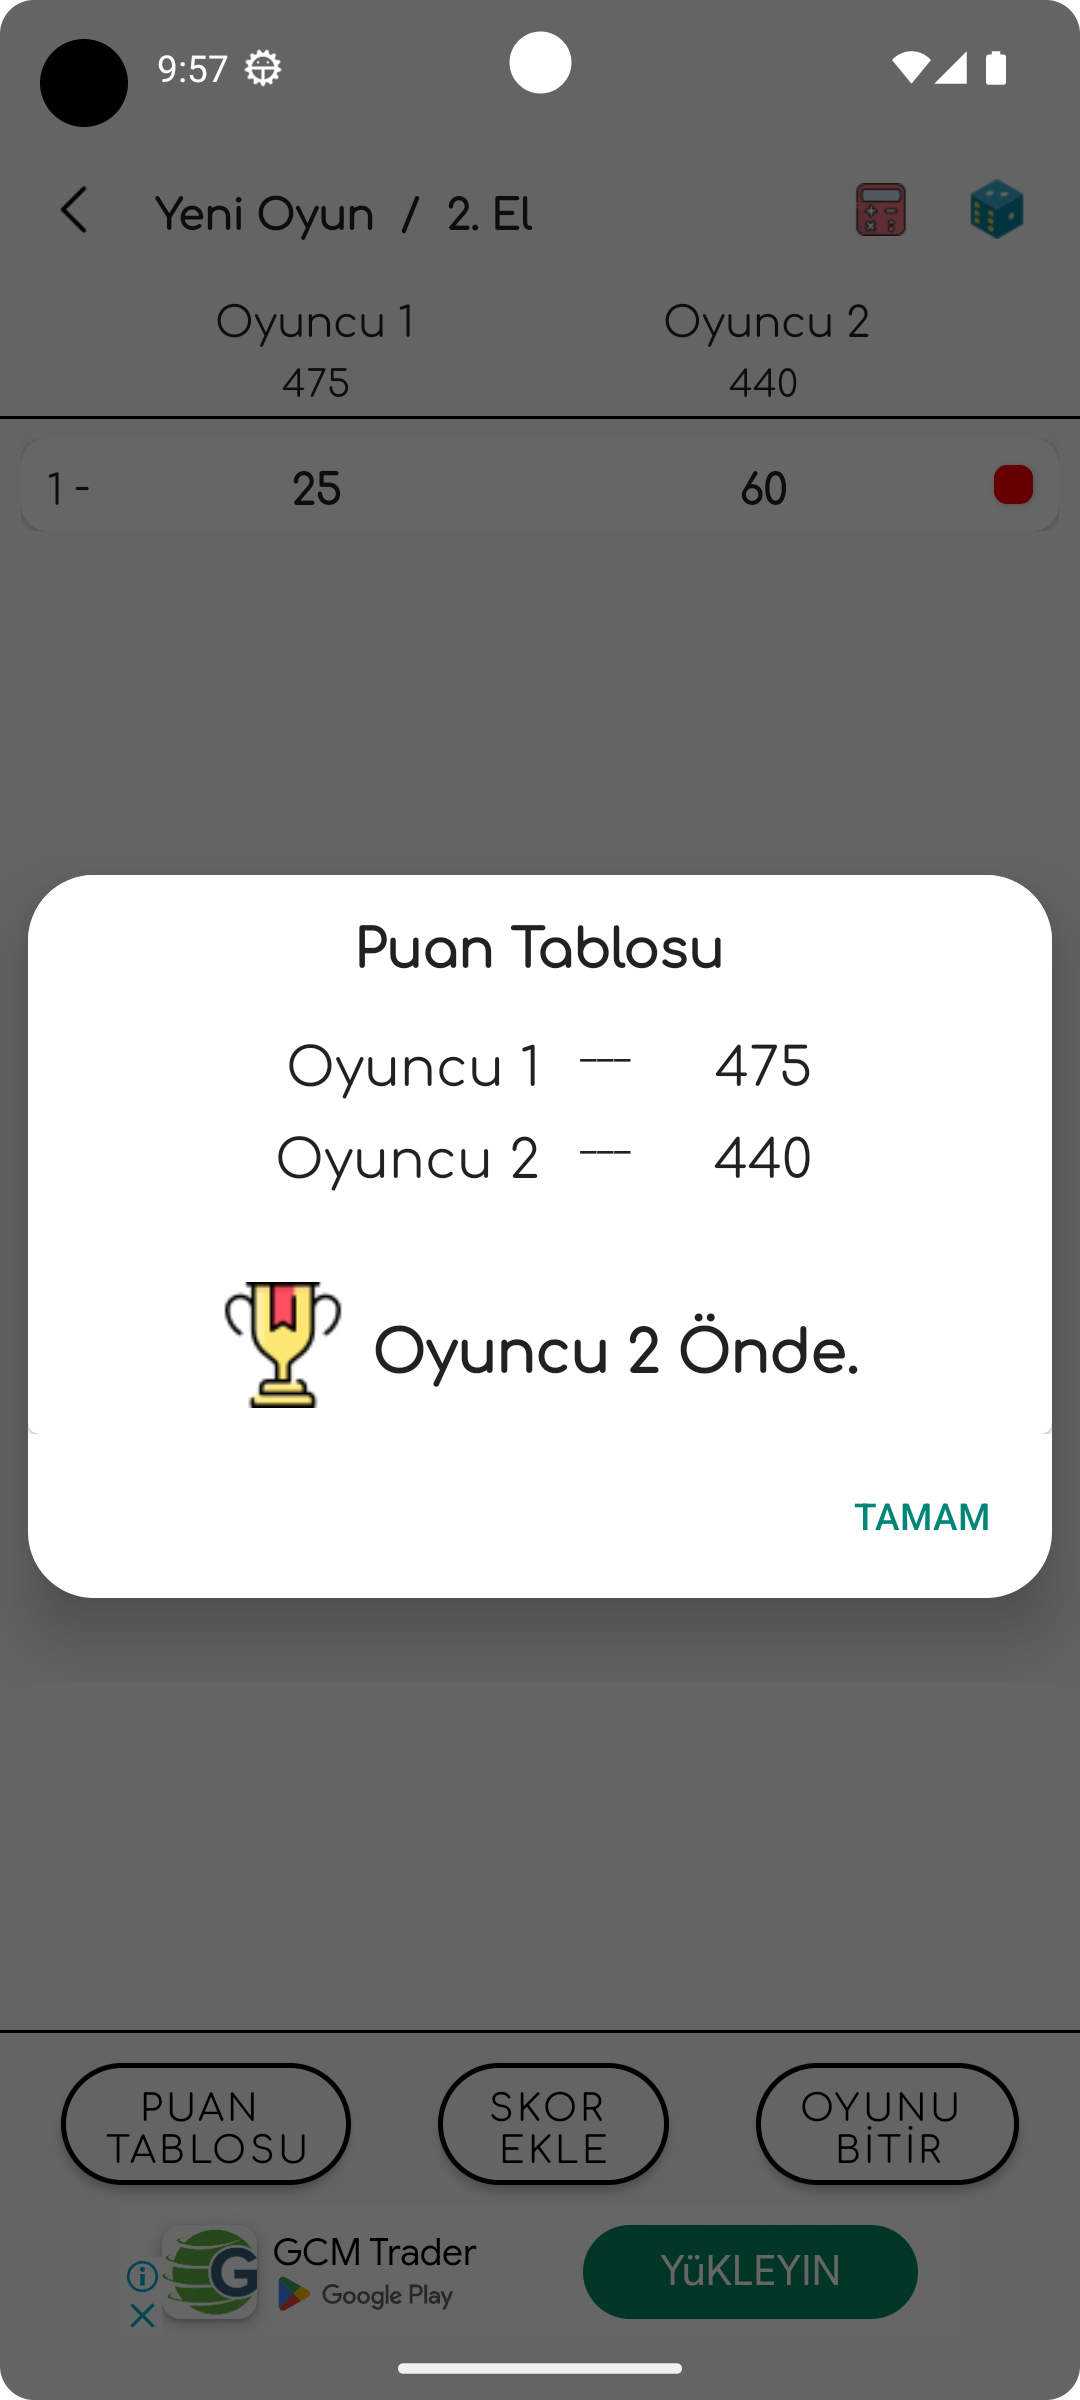 9:57
Yeni Oyun / 2. El
Oyuncu 1 Oyuncu 2
475 440
1 - 25 60
Puan Tablosu
Oyuncu 1 --- 475
Oyuncu 2 --- 440
Oyuncu 2 Önde.
TAMAM
PUAN TABLOSU
SKOR EKLE
OYUNU BİTİR
GCM Trader
Google Play
YüKLEYIN